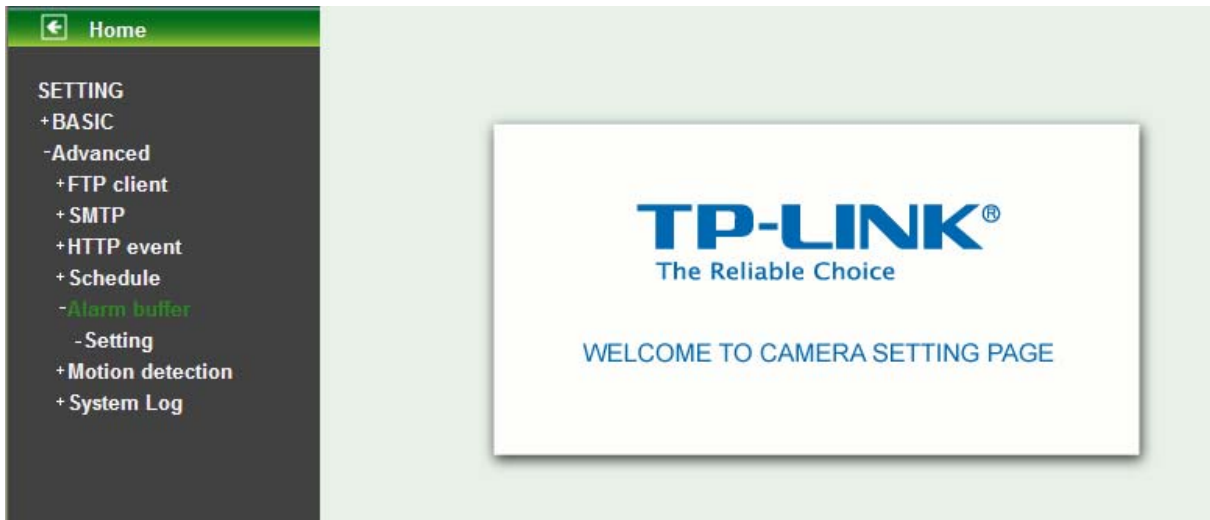 Home
SETTING
+BASIC
-Advanced
+FTP client
+SMTP
+HTTP event
+Schedule
-Alarm buffer
-Setting
+Motion detection
+System Log
TP-LINK®
The Reliable Choice
WELCOME TO CAMERA SETTING PAGE